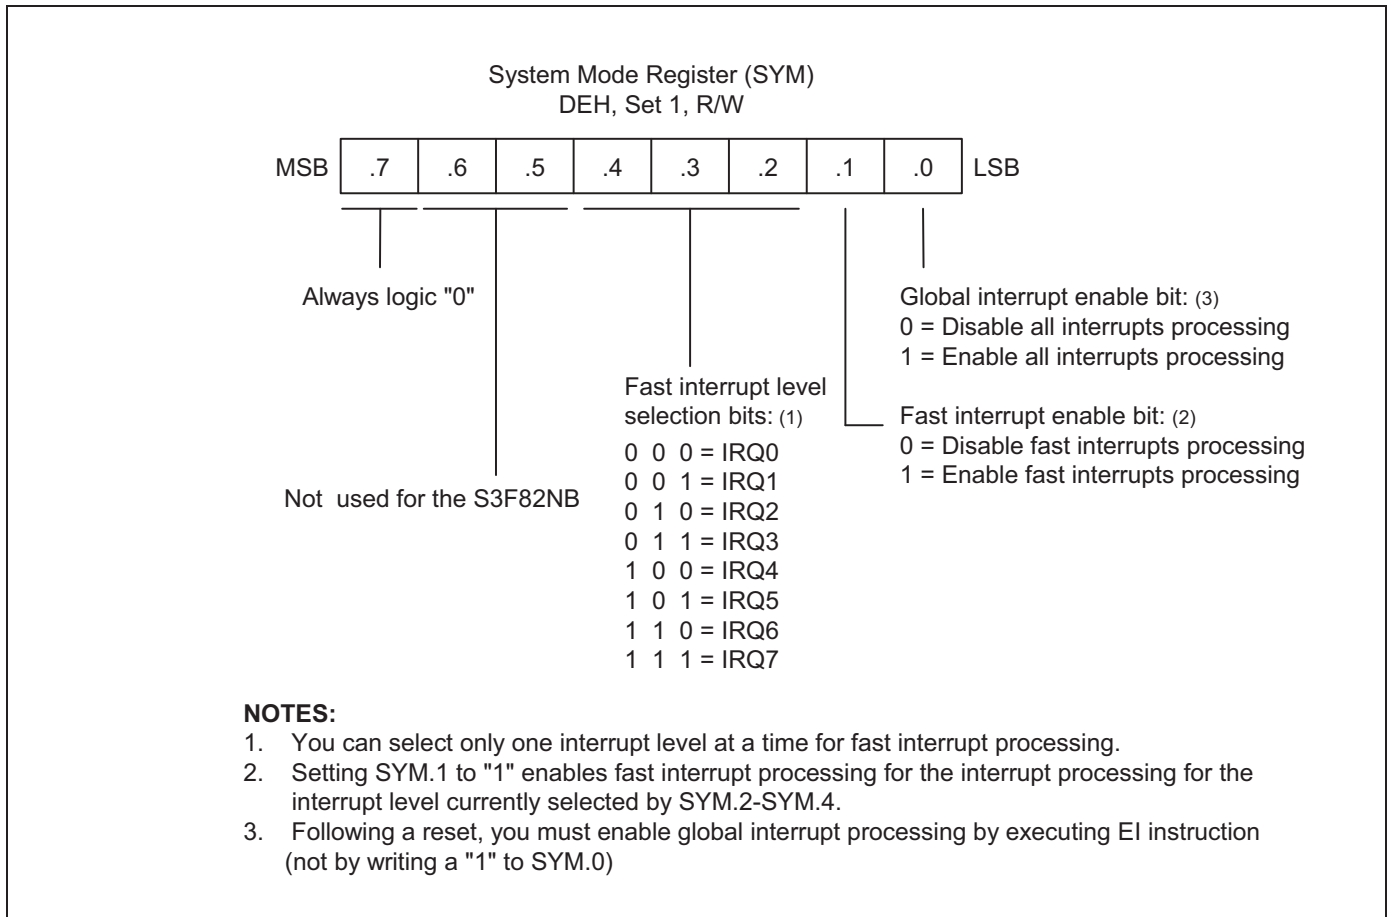 System Mode Register (SYM)
DEH, Set 1, R/W
MSB .7 .6 .5 .4 .3 .2 .1 .0 LSB
Always logic "0"
Not used for the S3F82NB
Fast interrupt level
selection bits: (1)
0 0 0 = IRQ0
0 0 1 = IRQ1
0 1 0 = IRQ2
0 1 1 = IRQ3
1 0 0 = IRQ4
1 0 1 = IRQ5
1 1 0 = IRQ6
1 1 1 = IRQ7
Global interrupt enable bit: (3)
0 = Disable all interrupts processing
1 = Enable all interrupts processing
Fast interrupt enable bit: (2)
0 = Disable fast interrupts processing
1 = Enable fast interrupts processing
NOTES:
1. You can select only one interrupt level at a time for fast interrupt processing.
2. Setting SYM.1 to "1" enables fast interrupt processing for the interrupt processing for the
interrupt level currently selected by SYM.2-SYM.4.
3. Following a reset, you must enable global interrupt processing by executing EI instruction
(not by writing a "1" to SYM.0)